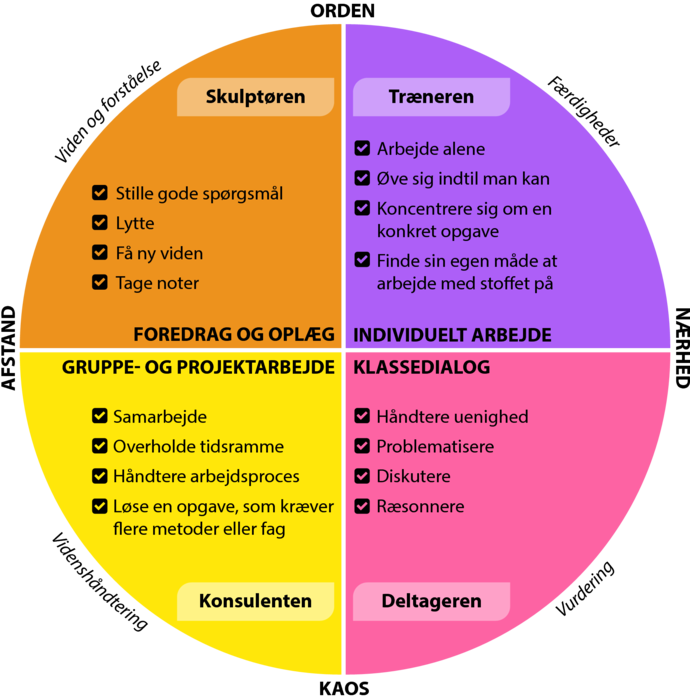 ORDEN
Viden og forståelse
Skulptøren
Stille gode spørgsmål
Lytte
Få ny viden
Tage noter
FOREDRAG OG OPLÆG
Færdigheder
Træneren
Arbejde alene
Øve sig indtil man kan
Koncentrere sig om en
konkret opgave
Finde sin egen måde at
arbejde med stoffet på
INDIVIDUELT ARBEJDE
AFSTAND
NÆRHED
GRUPPE- OG PROJEKTARBEJDE
Samarbejde
Overholde tidsramme
Håndtere arbejdsproces
Løse en opgave, som kræver
flere metoder eller fag
Konsulenten
Videnshåndtering
KLASSEDIALOG
Håndtere uenighed
Problematisere
Diskutere
Ræsonnere
Deltageren
Vurdering
KAOS